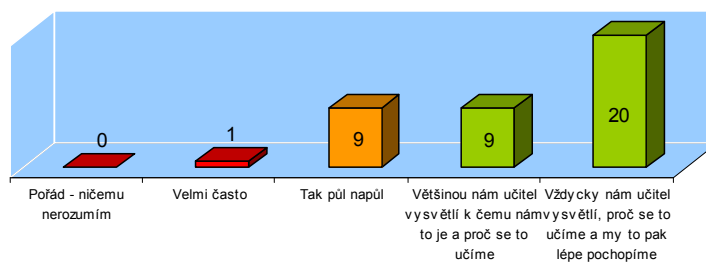 0
1
9
9
20
Pořád - ničemu
nerozumím
Velmi často
Tak půl napůl
Většinou nám učitel
vysvětlí k čemu nám
to je a proč se to
učíme
Vždycky nám učitel
vysvětlí, proč se to
učíme a my to pak
lépe pochopíme